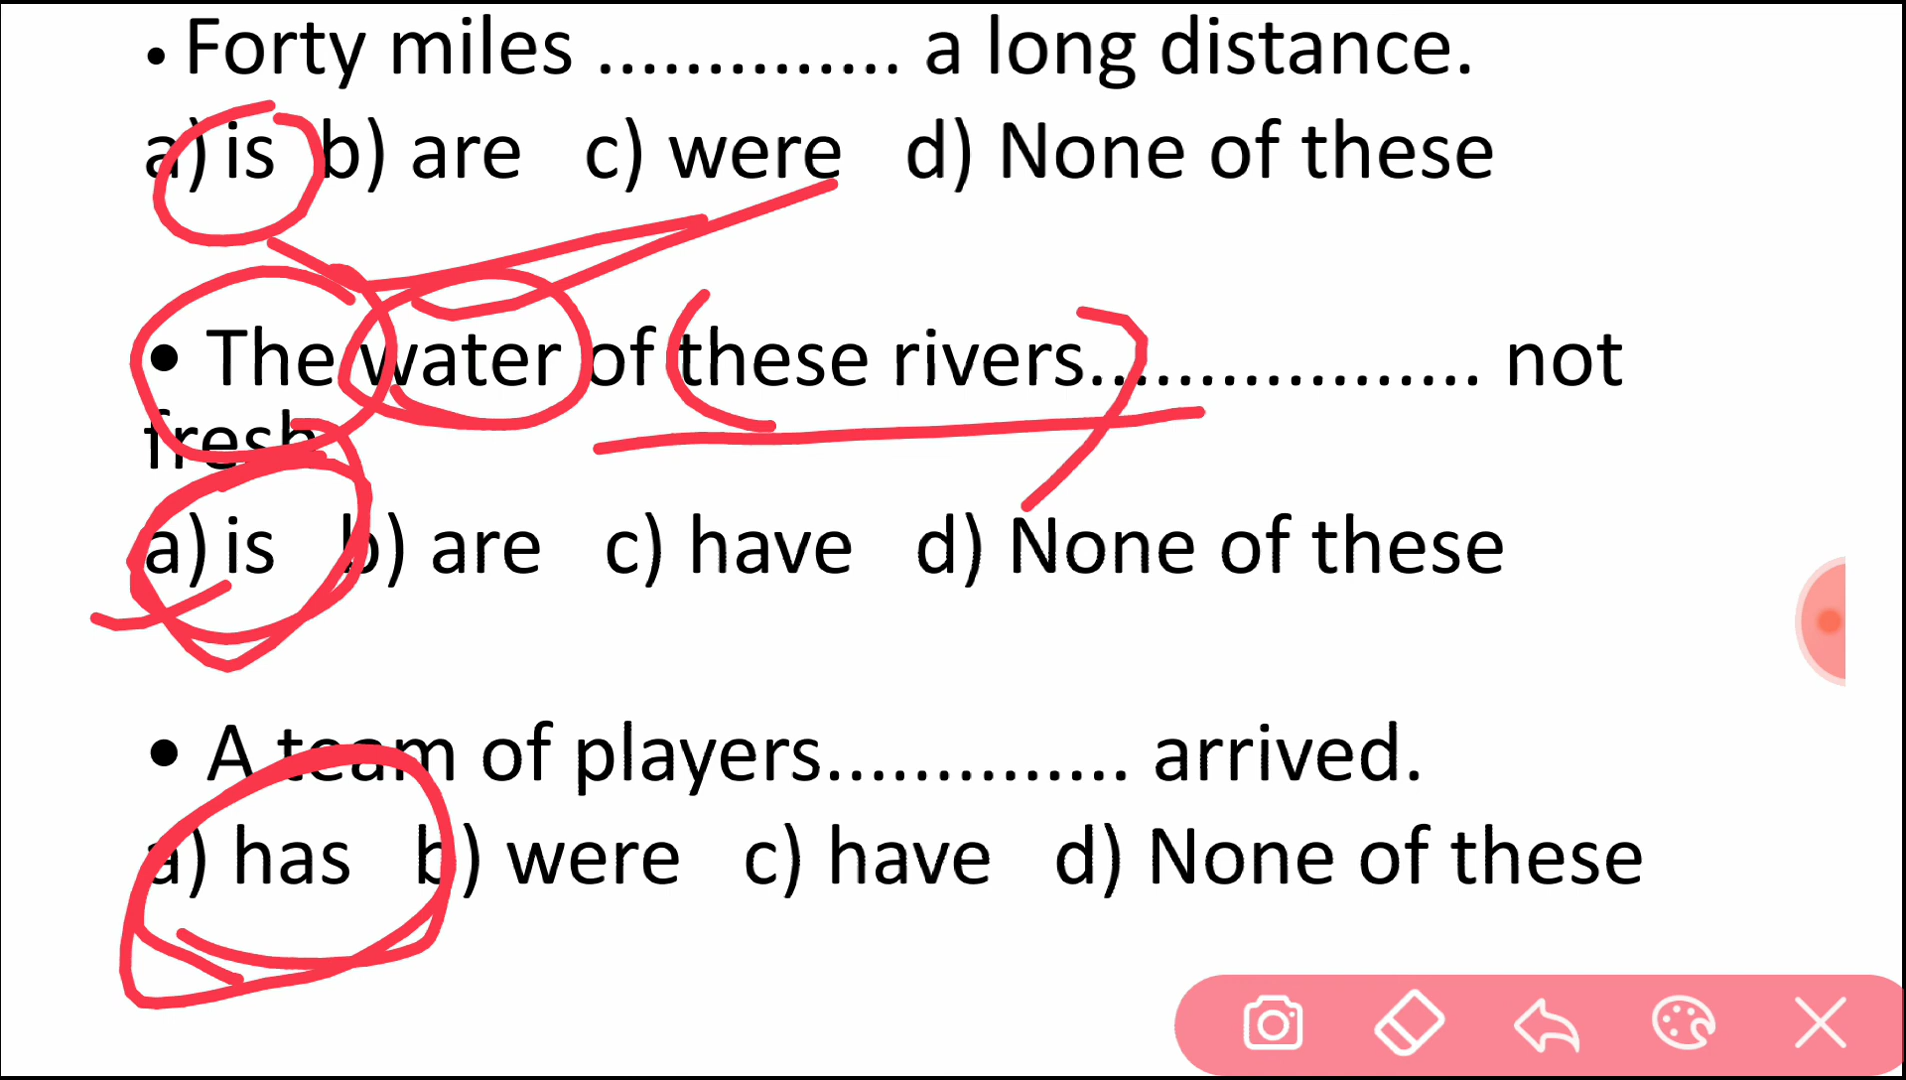 • Forty miles .............. a long distance.
a) is b) are c) were d) None of these
• The water of these rivers.................. not
fresh
a) is b) are c) have d) None of these
• A team of players.............. arrived.
a) has b) were c) have d) None of these